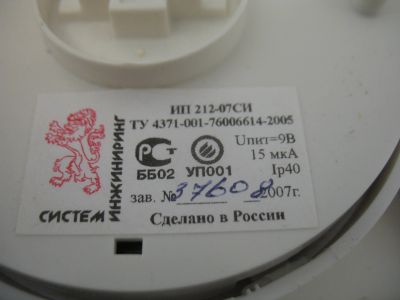 ИП 212-07СИ
ТУ 4371-001-76006614-2005
Uпит=9В
15 мкА
Ip40
ББ02 УП001
зав. № 37608 2007г.
СИСТЕМ
ИНЖИНИРИНГ
Сделано в России